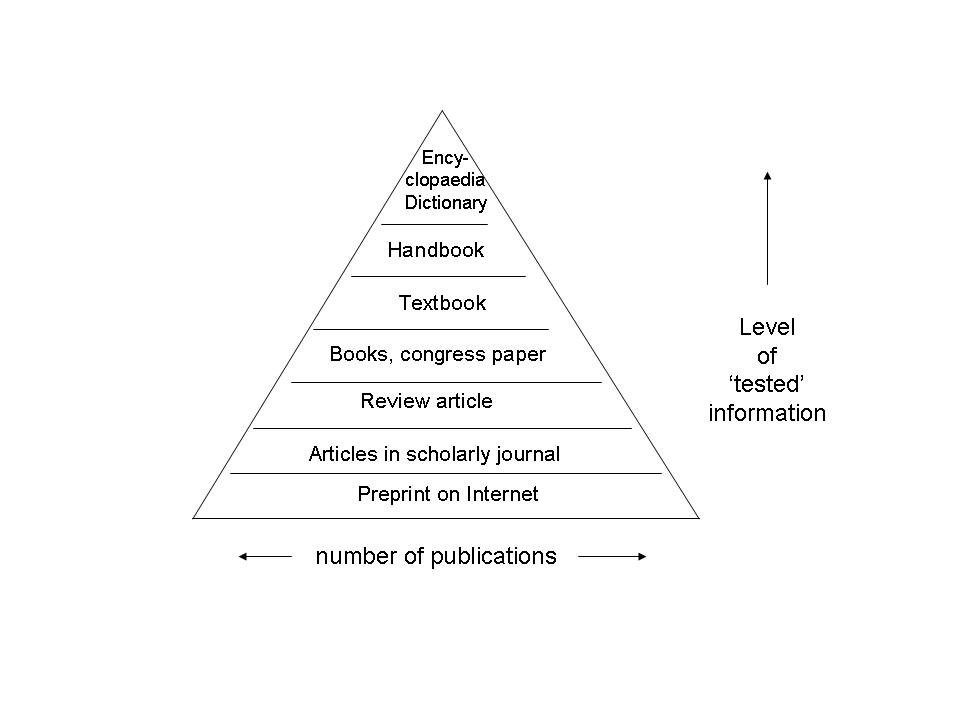 Ency-
clopaedia
Dictionary
Handbook
Textbook
Books, congress paper
Review article
Articles in scholarly journal
Preprint on Internet
number of publications
Level
of
‘tested’
information